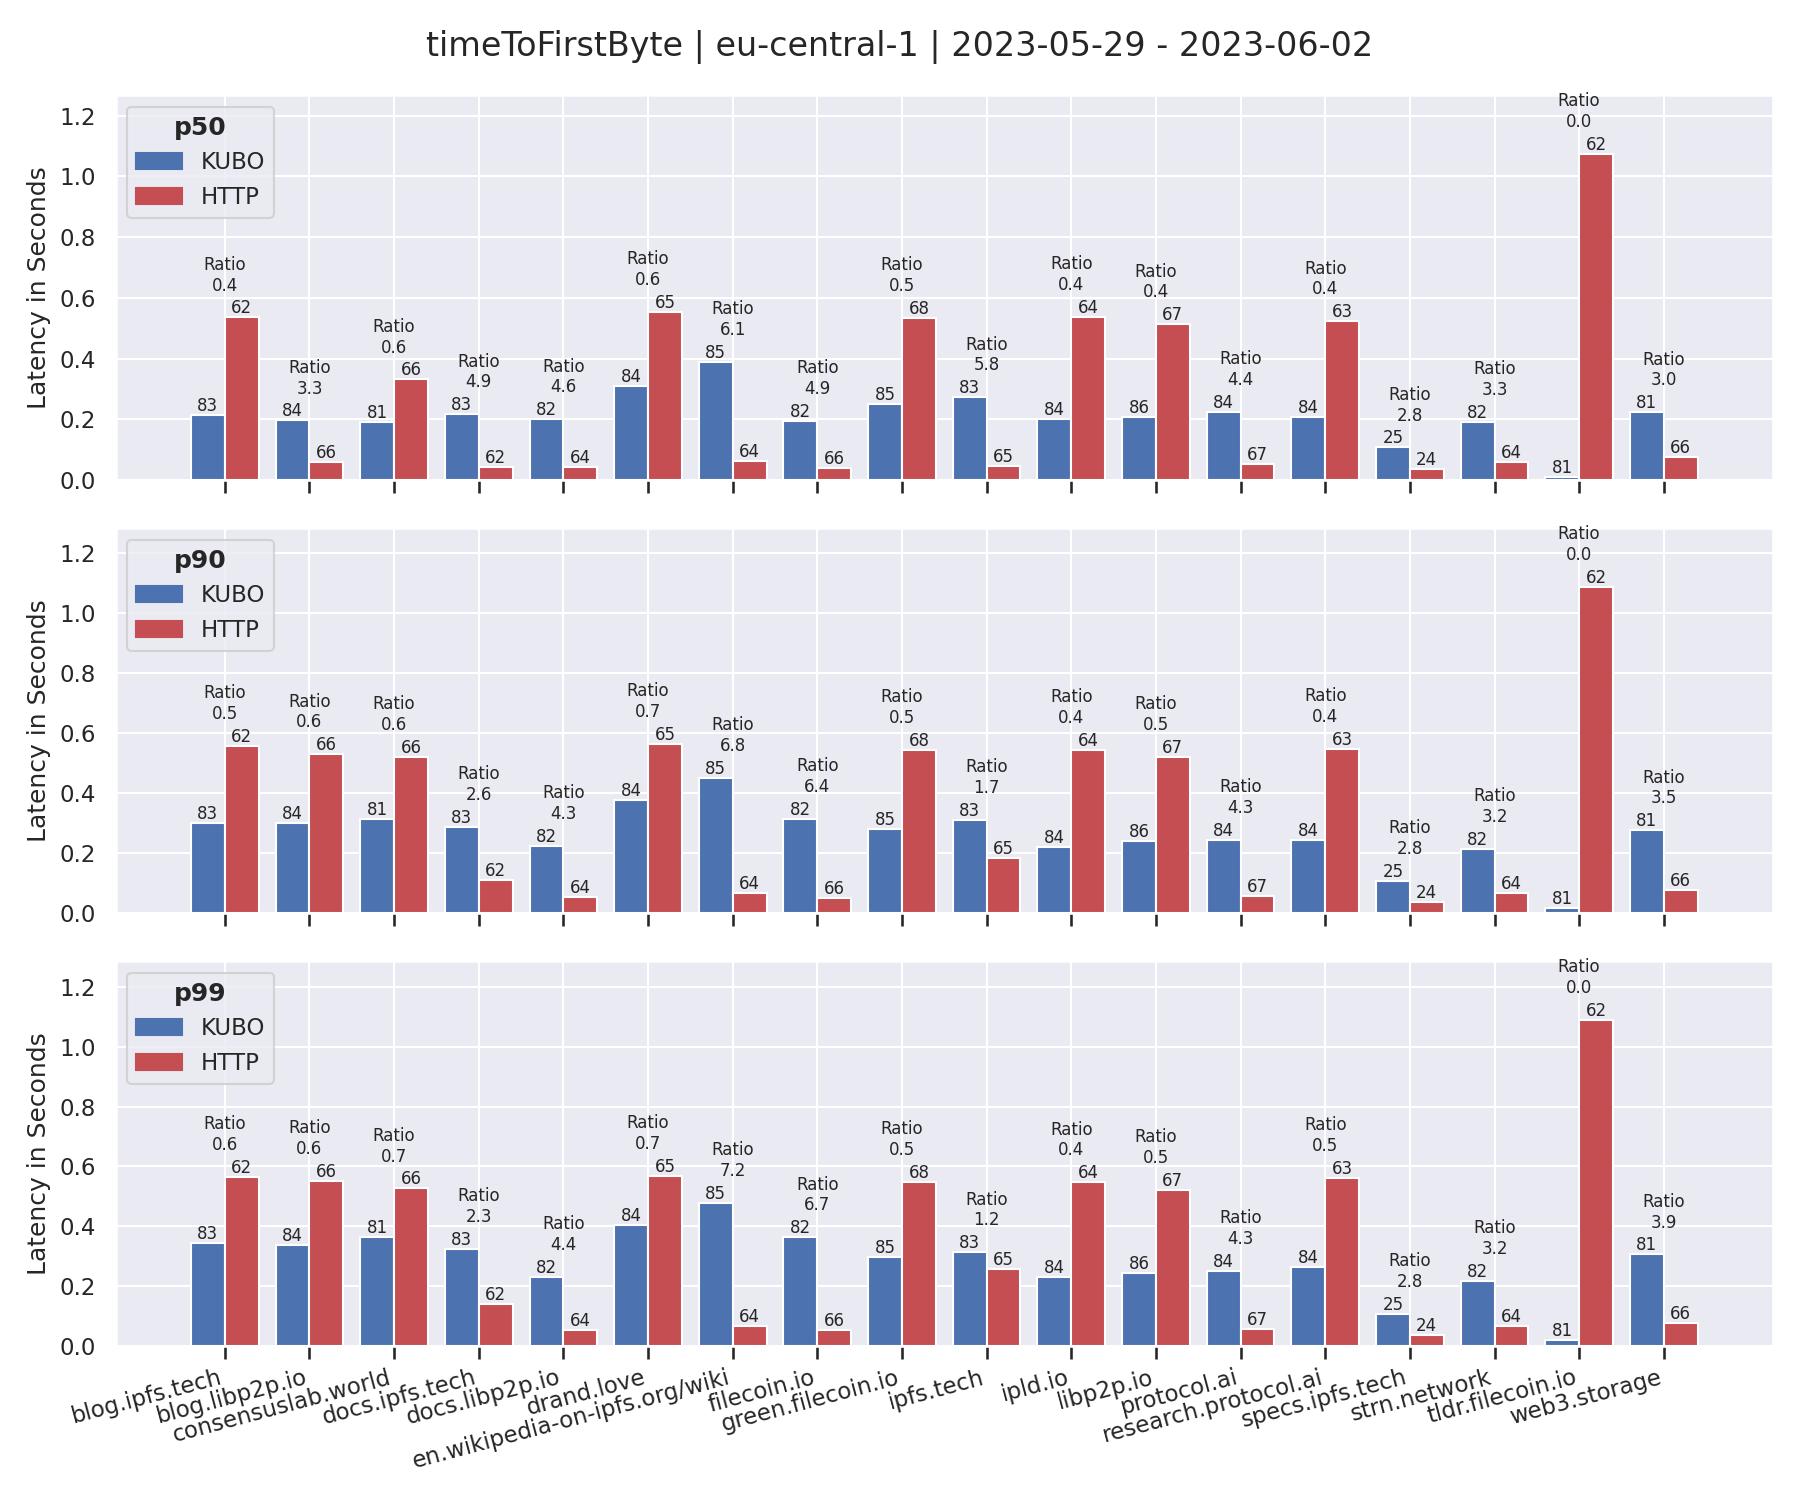 timeToFirstByte | eu-central-1 | 2023-05-29 - 2023-06-02
Latency in Seconds
1.2
1.0
0.8
0.6
0.4
0.2
0.0
p50
KUBO
HTTP
Ratio
0.4
83
62
Ratio
3.3
84
66
Ratio
0.6
81
66
Ratio
4.9
83
62
Ratio
4.6
82
64
Ratio
0.6
84
65
Ratio
6.1
85
64
Ratio
4.9
82
66
Ratio
0.5
85
68
Ratio
5.8
83
65
Ratio
0.4
84
64
Ratio
0.4
86
67
Ratio
4.4
84
67
Ratio
0.4
84
63
Ratio
2.8
25
24
Ratio
3.3
82
64
Ratio
0.0
81
62
Ratio
3.0
81
66
Latency in Seconds
1.2
1.0
0.8
0.6
0.4
0.2
0.0
p90
KUBO
HTTP
Ratio
0.5
83
62
Ratio
0.6
84
66
Ratio
0.6
81
66
Ratio
2.6
83
62
Ratio
4.3
82
64
Ratio
0.7
84
65
Ratio
6.8
85
64
Ratio
6.4
82
66
Ratio
0.5
85
68
Ratio
1.7
83
65
Ratio
0.4
84
64
Ratio
0.5
86
67
Ratio
4.3
84
67
Ratio
0.4
84
63
Ratio
2.8
25
24
Ratio
3.2
82
64
Ratio
0.0
81
62
Ratio
3.5
81
66
Latency in Seconds
1.2
1.0
0.8
0.6
0.4
0.2
0.0
p99
KUBO
HTTP
Ratio
0.6
83
62
Ratio
0.6
84
66
Ratio
0.7
81
66
Ratio
2.3
83
62
Ratio
4.4
82
64
Ratio
0.7
84
65
Ratio
7.2
85
64
Ratio
6.7
82
66
Ratio
0.5
85
68
Ratio
1.2
83
65
Ratio
0.4
84
64
Ratio
0.5
86
67
Ratio
4.3
84
67
Ratio
0.5
84
63
Ratio
2.8
25
24
Ratio
3.2
82
64
Ratio
0.0
81
62
Ratio
3.9
81
66
blog.ipfs.tech
blog.libp2p.io
consensuslab.world
docs.ipfs.tech
docs.libp2p.io
drand.love
en.wikipedia-on-ipfs.org/wiki
filecoin.io
green.filecoin.io
ipfs.tech
ipld.io
libp2p.io
protocol.ai
research.protocol.ai
specs.ipfs.tech
strn.network
tldr.filecoin.io
web3.storage